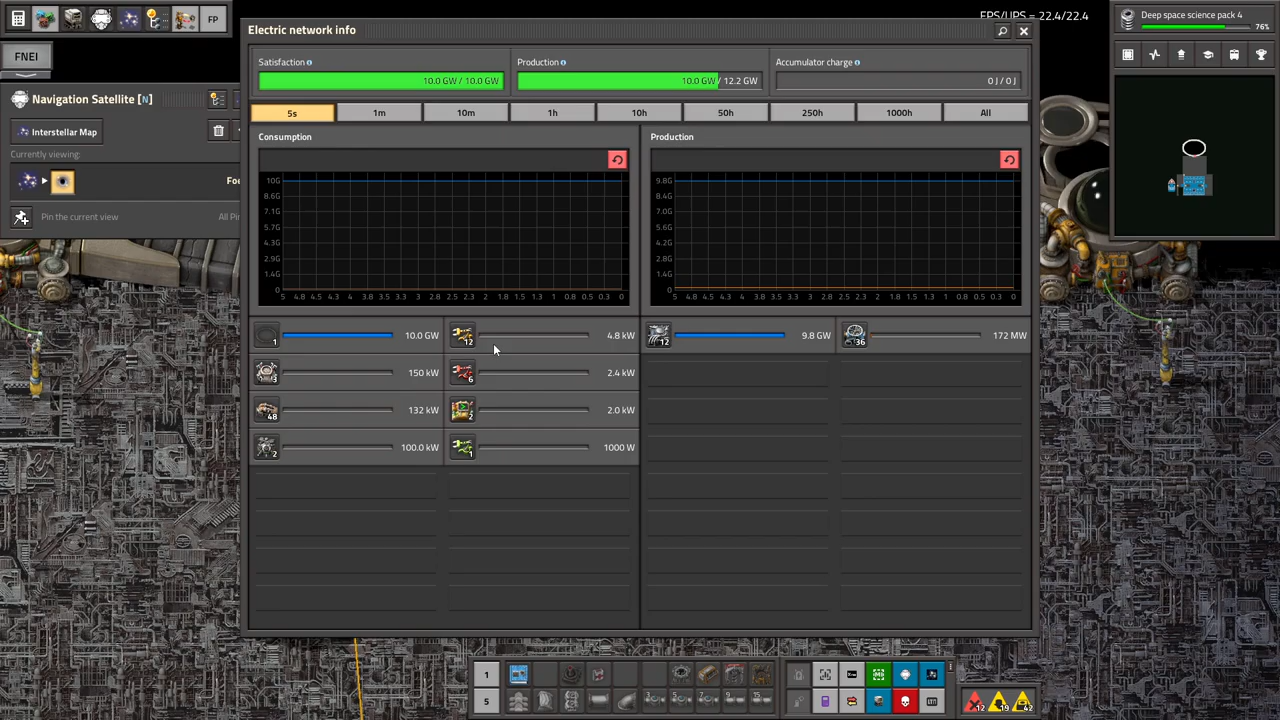 FP
EPS/UPS = 22.4/22.4
Deep space science pack 4
76%
FNEI
Electric network info
Satisfaction
Production
Accumulator charge
10.0 GW / 10.0 GW
10.0 GW / 12.2 GW
0 J / 0 J
Navigation Satellite [N]
5s
1m
10m
1h
10h
50h
250h
1000h
All
Interstellar Map
Currently viewing:
Foe
Pin the current view
All Pi
Consumption
Production
10G
8.6G
7.1G
5.7G
4.3G
2.9G
1.4G
0
5 4.8 4.5 4.3 3.8 3.5 3.3 3 2.8 2.5 2.3 2 1.8 1.5 1.3 1 0.8 0.5 0.3 0
9.8G
8.4G
7.0G
5.6G
4.2G
2.8G
1.4G
0
5 4.8 4.5 4.3 3.8 3.5 3.3 3 2.8 2.5 2.3 2 1.8 1.5 1.3 1 0.8 0.5 0.3 0
1 10.0 GW
12 4.8 kW
12 9.8 GW
36 172 MW
3 150 kW
6 2.4 kW
48 132 kW
2 2.0 kW
2 100.0 kW
1 1000 W
1
5
12
19
42